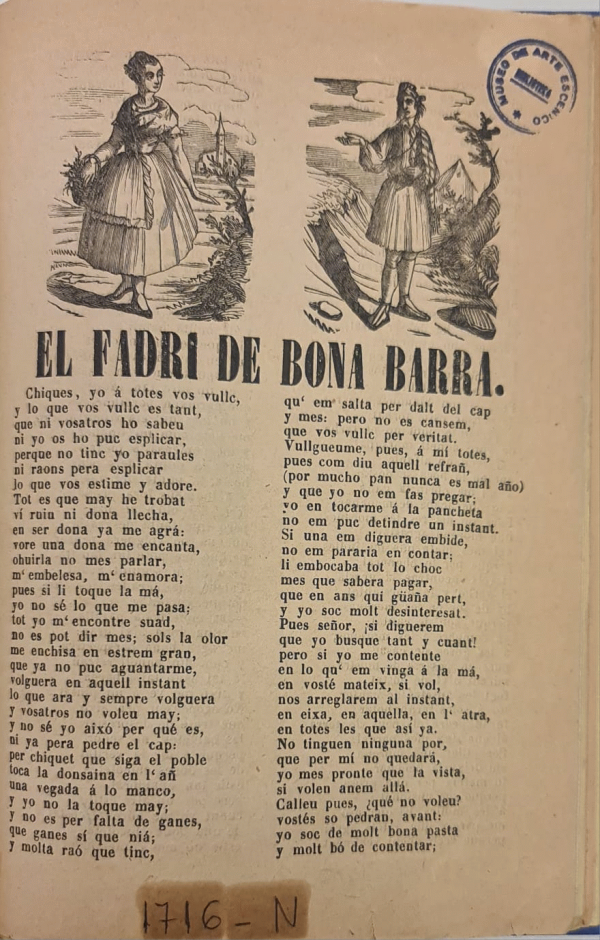 MUSEO DE ARTE ESCENICO
BIBLIOTECA
EL FADRI DE BONA BARRA.
Chiques, yo á totes vos vullc,
y lo que vos vullc es tant,
que ni vosatros ho sabeu
ni yo os ho puc esplicar,
perque no tinc yo paraules
ni raons pera esplicar
lo que vos estime y adore.
Tot es que may he trobat
ví ruin ni dona llecha,
en ser dona ya me agrá:
vore una dona me encanta,
ohuirla no mes parlar,
m' embelesa, m' enamora;
pues si li toque la má,
yo no sé lo que me pasa;
tot yo m' encontre suad,
no es pot dir mes; sols la olor
me enchisa en estrem gran,
que ya no puc aguantarme,
volguera en aquell instant
lo que ara y sempre volguera
y vosatros no voleu may;
y no sé yo aixó per qué es,
ni ya pera pedre el cap:
per chiquet que siga el poble
toca la donsaina en l' añ
una vegada á lo manco,
y yo no la toque may;
y no es per falta de ganes,
que ganes sí que niá;
y molta raó que tinc,
qu' em salta per dalt del cap
y mes: pero no es cansem,
que vos vullc per veritat.
Vullgueume, pues, á mí totes,
pues com diu aquell refrañ,
(por mucho pan nunca es mal año)
y que yo no em fas pregar;
yo en tocarme á la pancheta
no em puc detindre un instant.
Si una em diguera embide,
no em pararia en contar;
li embocaba tot lo choc
mes que sabera pagar,
que en ans qui güaña pert,
y yo soc molt desinteresat.
Pues señor, ¡si diguerem
que yo busque tant y cuant!
pero si yo me contente
en lo qu' em vinga á la má,
en vosté mateix, si vol,
nos arreglarem al instant,
en eixa, en aquella, en l' atra,
en totes les que así ya.
No tinguen ninguna por,
que per mí no quedará,
yo mes pronte que la vista,
si volen anem allá.
Calleu pues, ¿qué no voleu?
vostés so pedran, avant:
yo soc de molt bona pasta
y molt bó de contentar;
1716-N